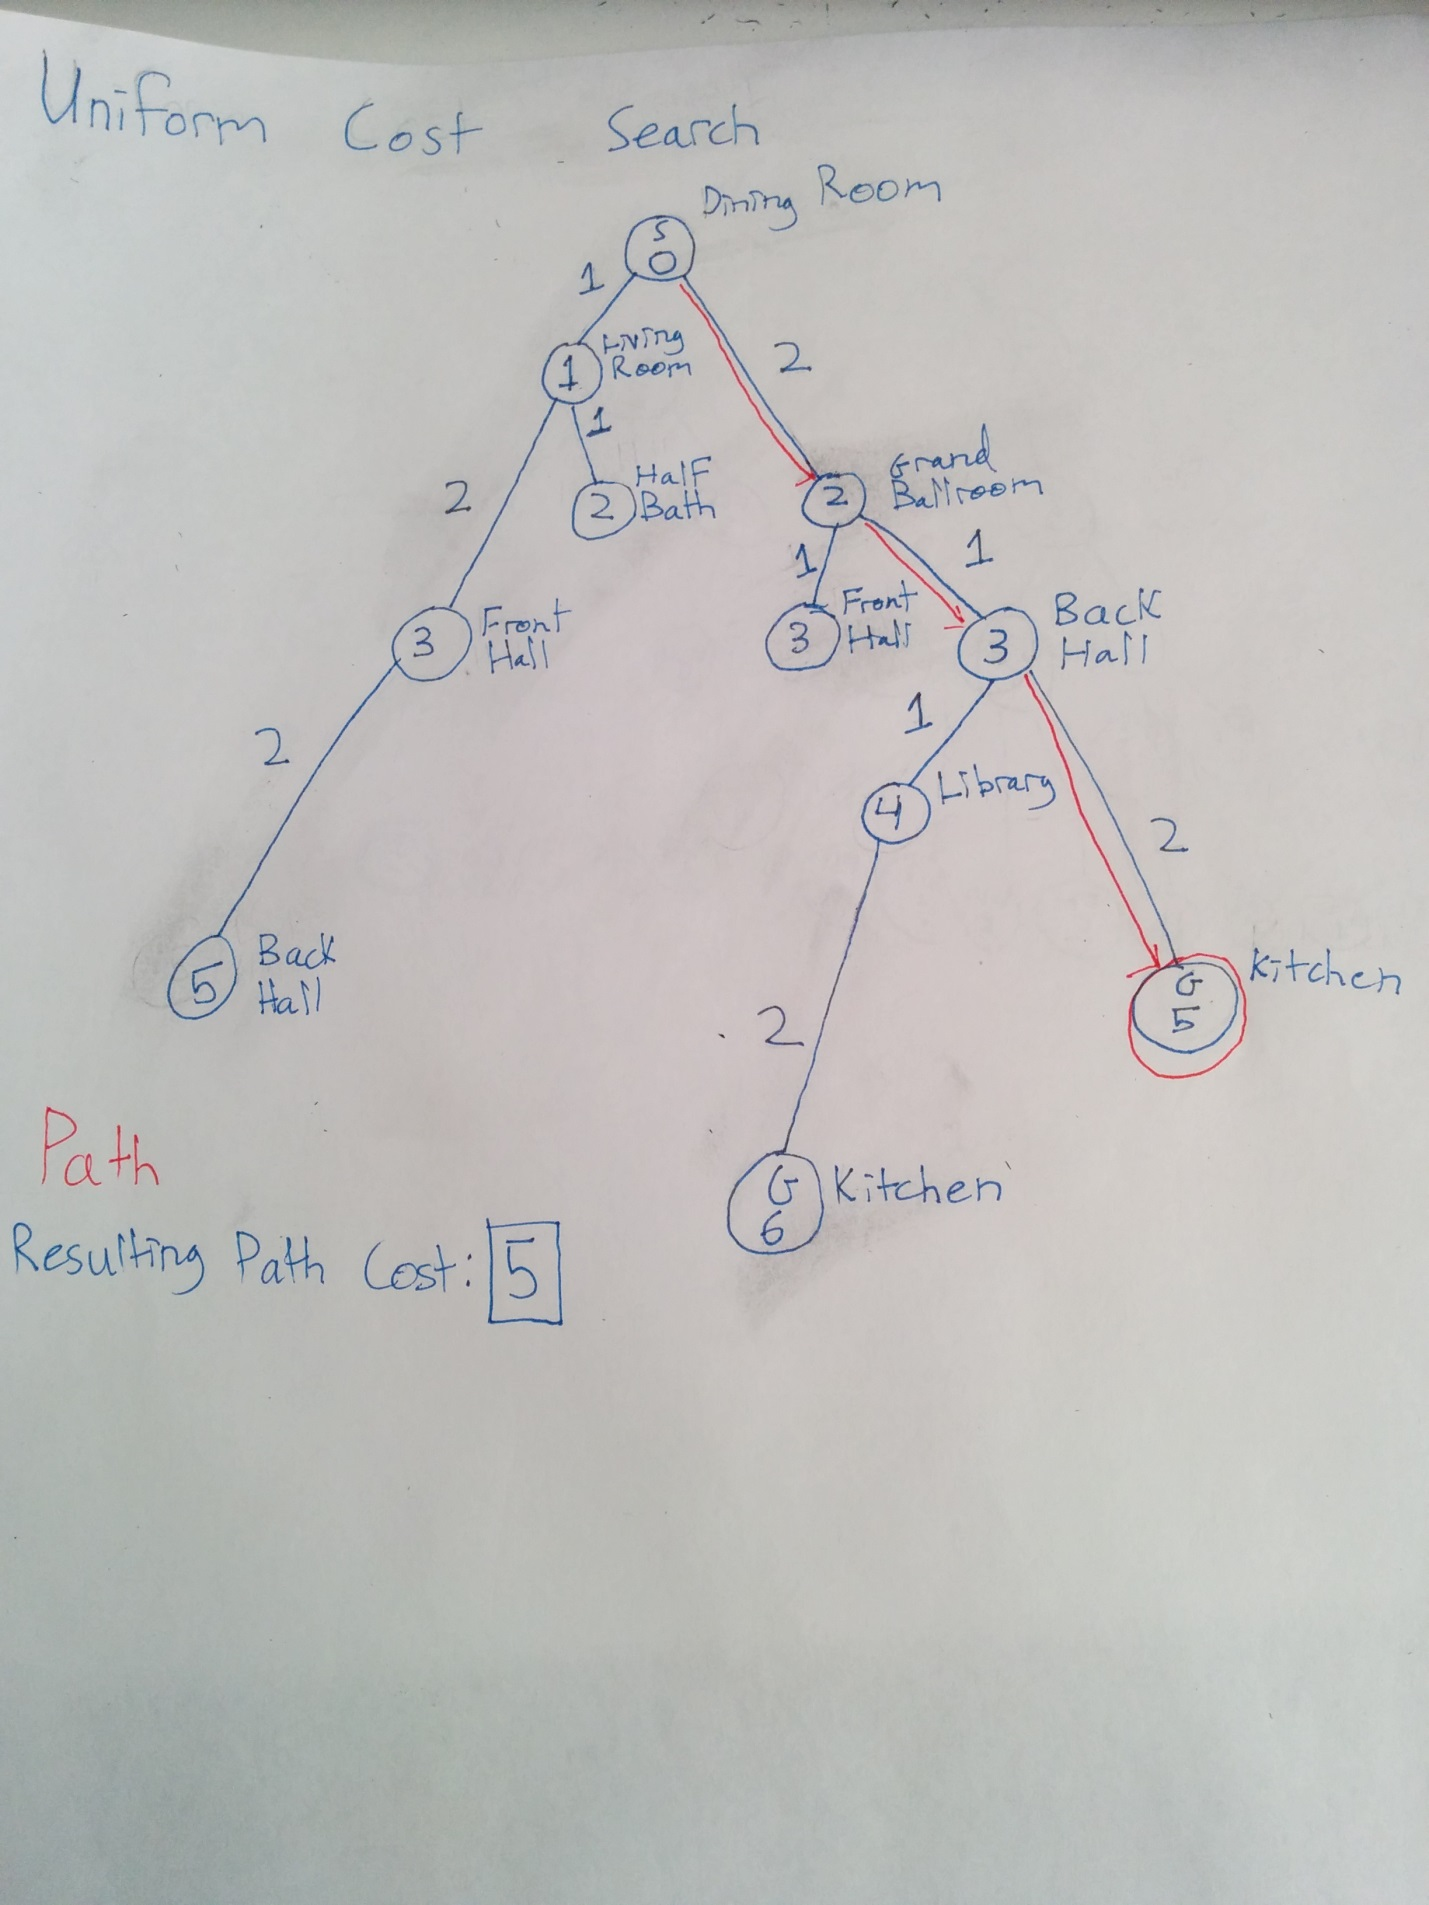 Uniform Cost Search
Dining Room
S
0
1
Living
Room
1
2
1
2
Half
Bath
2
Grand
Ballroom
2
1
1
3
Front
Hall
3
Front
Hall
3
Back
Hall
2
1
4
Library
2
5
Back
Hall
2
G
5
Kitchen
Path
G
6
Kitchen
Resulting Path Cost: 5